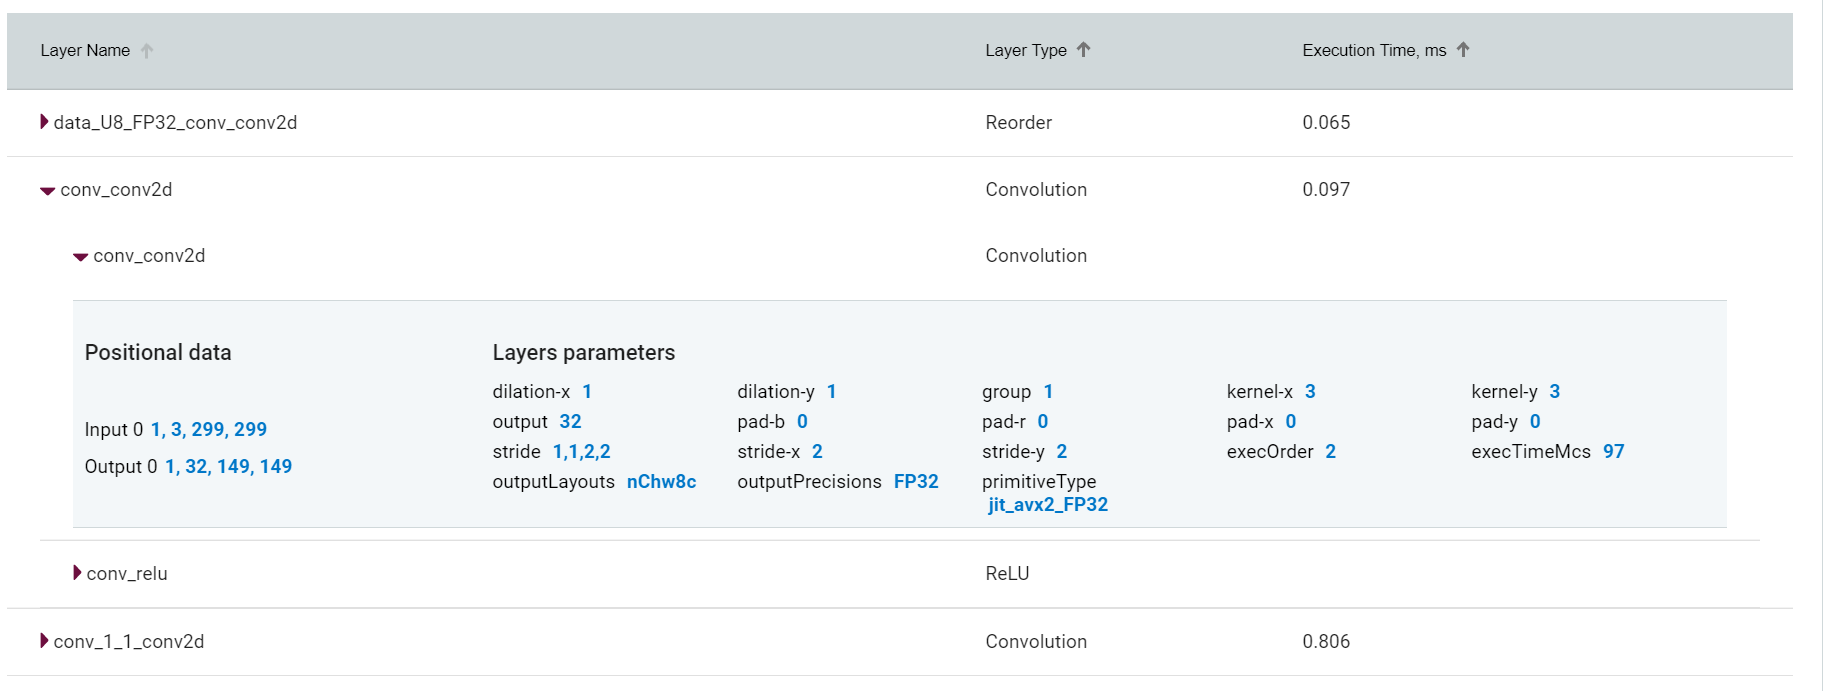 Layer Name Layer Type Execution Time, ms
data_U8_FP32_conv_conv2d Reorder 0.065
conv_conv2d Convolution 0.097
conv_conv2d Convolution
Positional data Layers parameters
dilation-x 1 dilation-y 1 group 1 kernel-x 3 kernel-y 3
output 32 pad-b 0 pad-r 0 pad-x 0 pad-y 0
Input 0 1, 3, 299, 299
stride 1,1,2,2 stride-x 2 stride-y 2 execOrder 2 execTimeMcs 97
Output 0 1, 32, 149, 149
outputLayouts nChw8c outputPrecisions FP32 primitiveType
jit_avx2_FP32
conv_relu ReLU
conv_1_1_conv2d Convolution 0.806